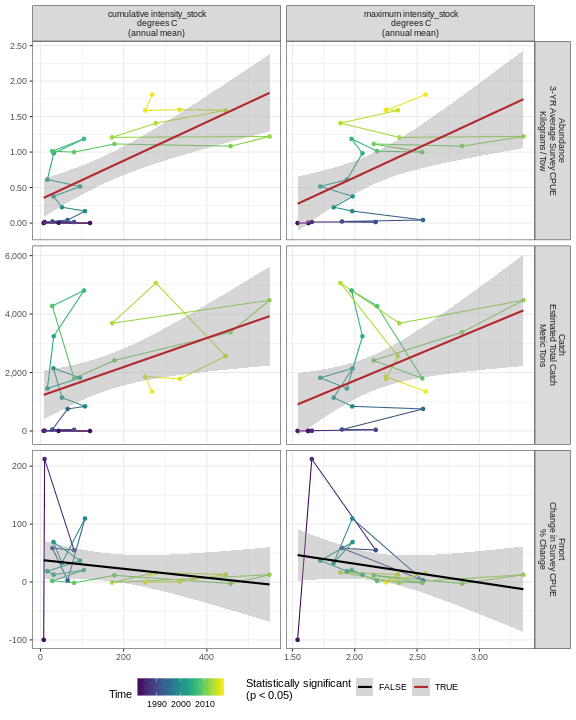 cumulative intensity_stock
degrees C
(annual mean)
maximum intensity_stock
degrees C
(annual mean)
2.50
2.00
1.50
1.00
0.50
0.00
Abundance
3-YR Average Survey CPUE
Kilograms / Tow
6,000
4,000
2,000
0
Catch
Estimated Total Catch
Metric Tons
200
100
0
-100
Fmort
Change in Survey CPUE
% Change
0 200 400
1.50 2.00 2.50 3.00
Time
1990 2000 2010
Statistically significant
(p < 0.05)
FALSE
TRUE